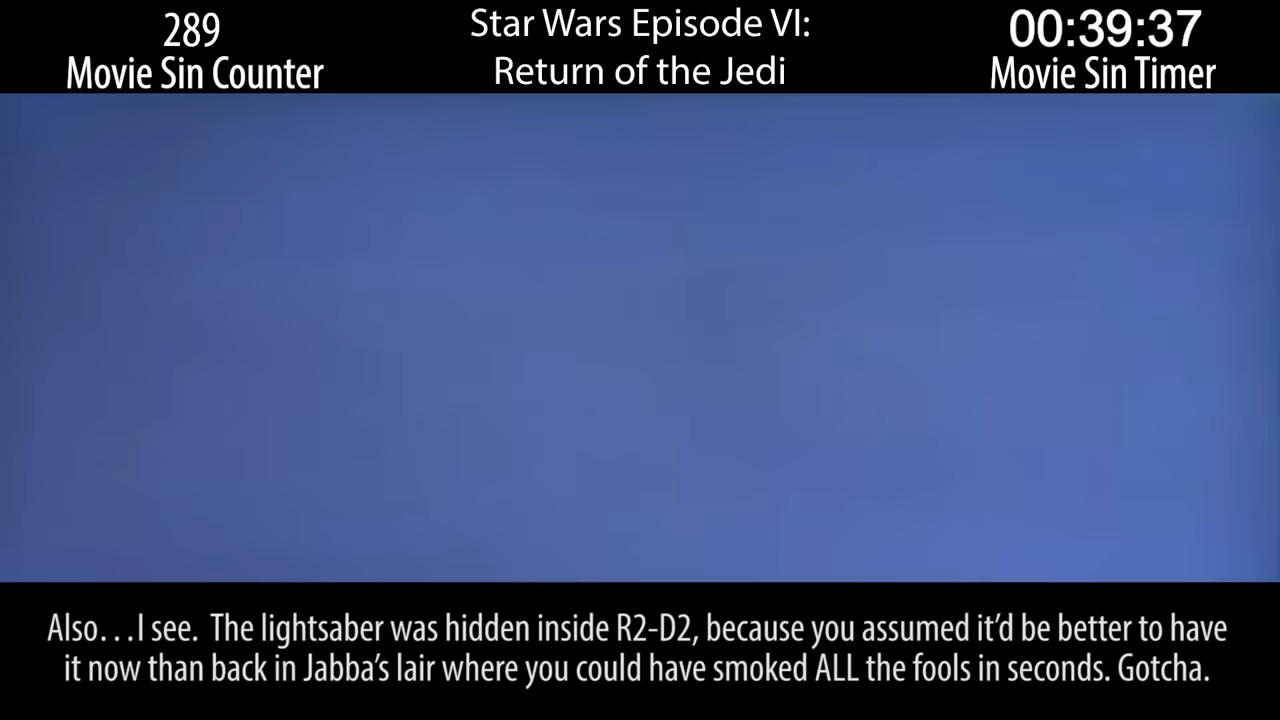 289
Movie Sin Counter
Star Wars Episode VI:
Return of the Jedi
00:39:37
Movie Sin Timer
Also…I see.  The lightsaber was hidden inside R2-D2, because you assumed it’d be better to have
it now than back in Jabba’s lair where you could have smoked ALL the fools in seconds. Gotcha.